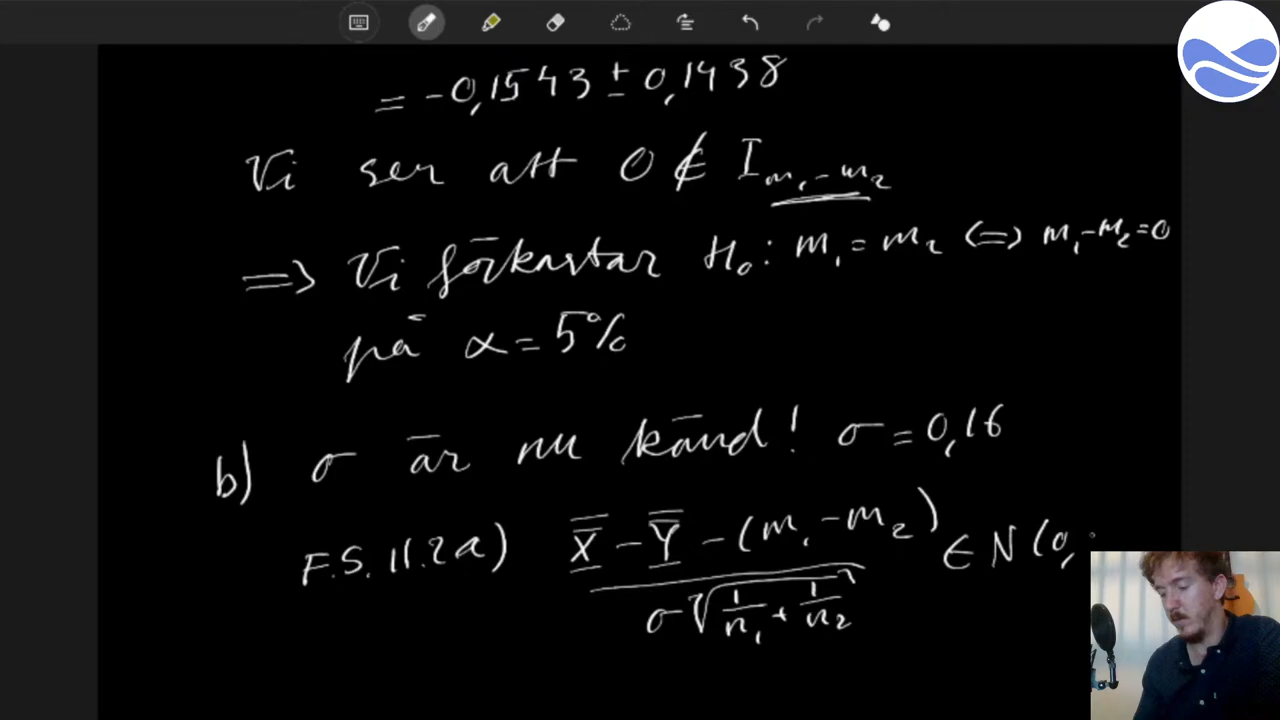 = -0,1543 ± 0,1438
Vi ser att 0 ∉ I_{m₁-m₂}
=> Vi förkastar H₀: m₁ = m₂ <=> m₁-m₂=0
på α = 5%
b) σ är nu känd! σ = 0,16
F.S. 11.2a) (X̄ - Ȳ - (m₁ - m₂)) / (σ√(1/n₁ + 1/n₂)) ∈ N(0,